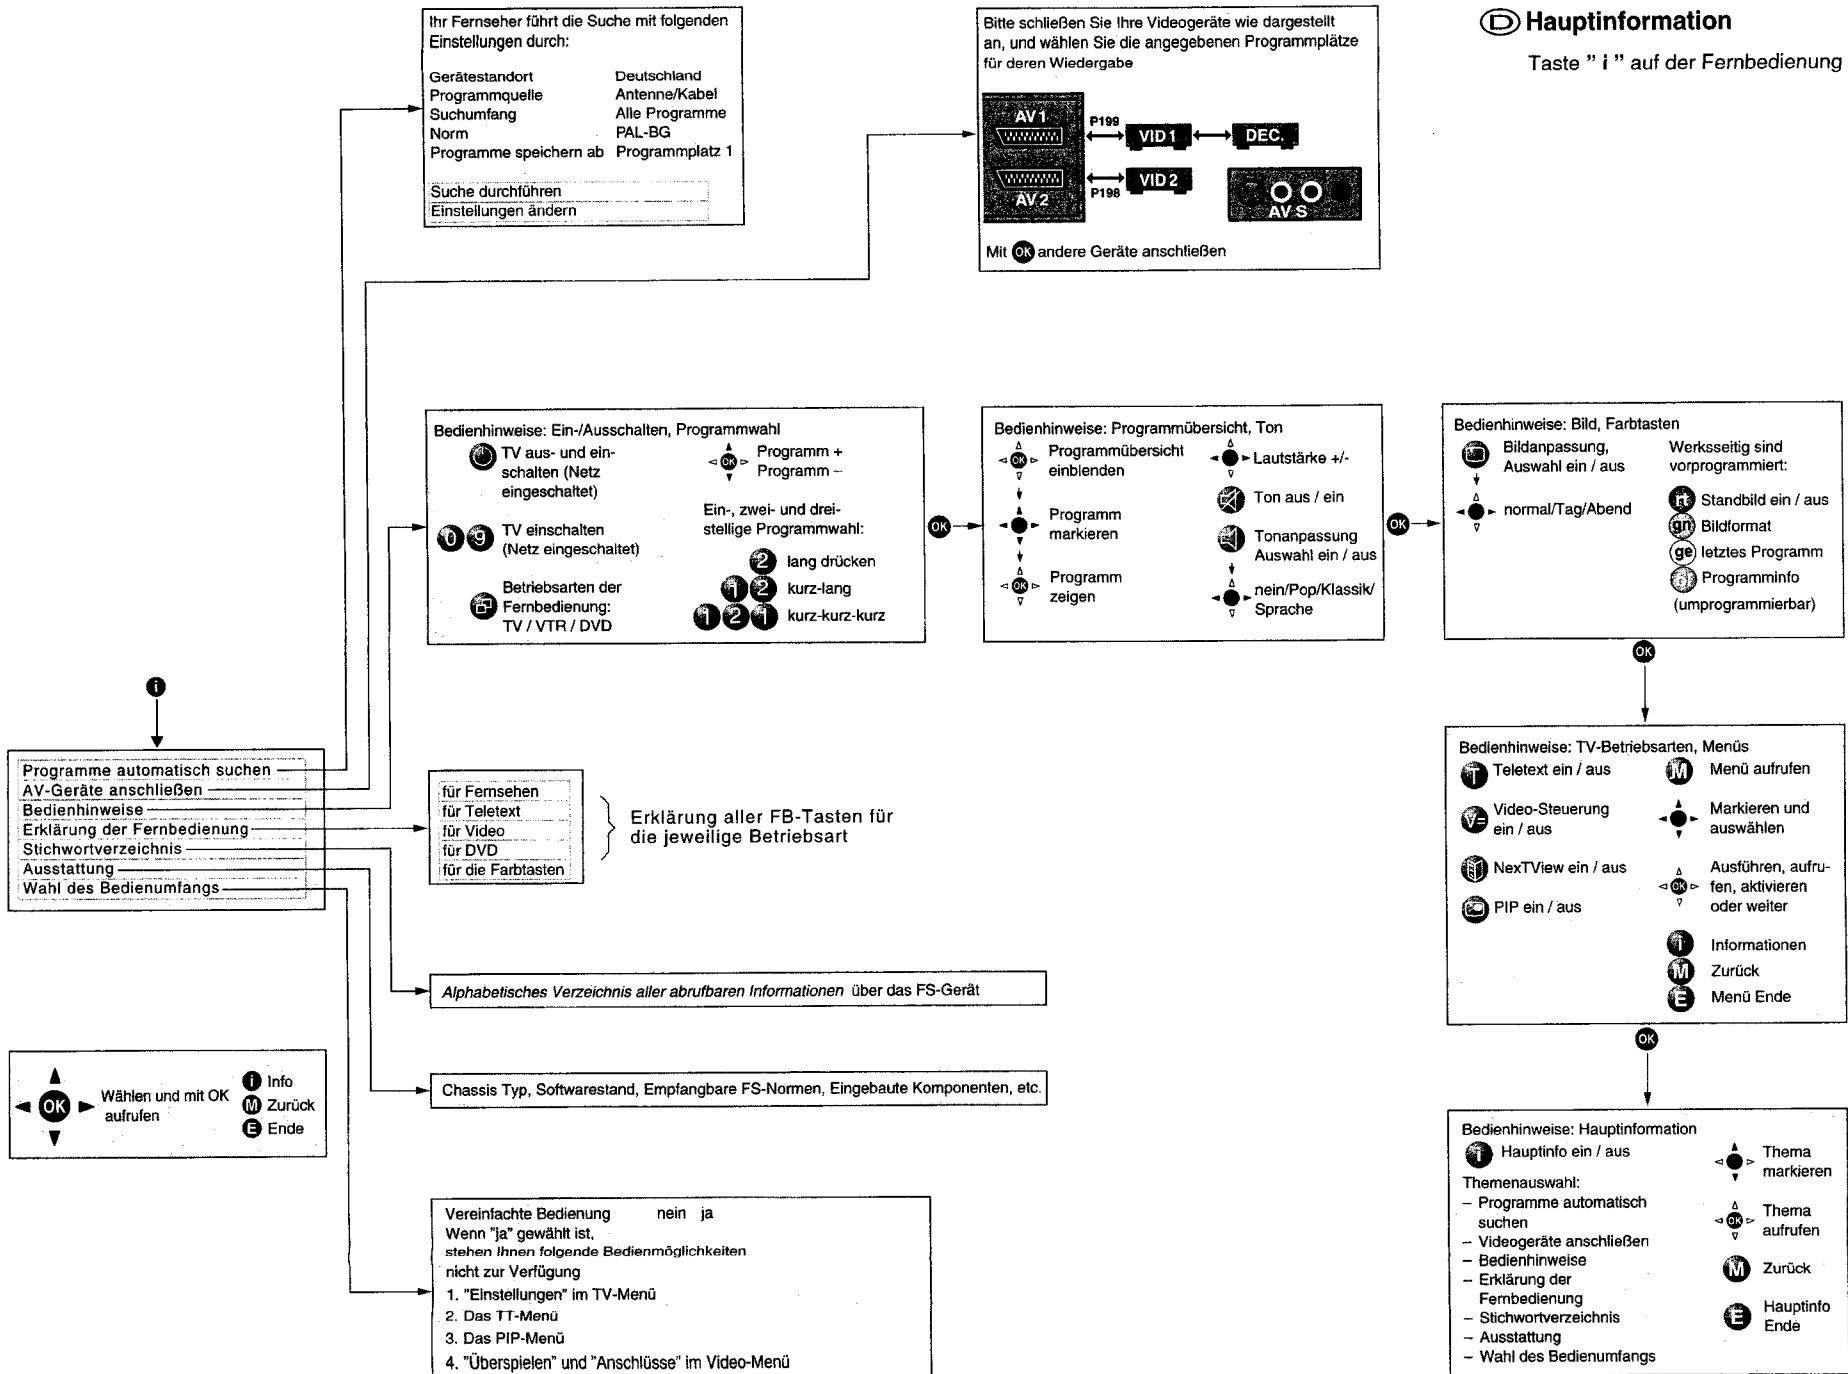 Ihr Fernseher führt die Suche mit folgenden
Einstellungen durch:
Gerätestandort Deutschland
Programmquelle Antenne/Kabel
Suchumfang Alle Programme
Norm PAL-BG
Programme speichern ab Programmplatz 1
Suche durchführen
Einstellungen ändern
Bitte schließen Sie Ihre Videogeräte wie dargestellt
an, und wählen Sie die angegebenen Programmplätze
für deren Wiedergabe
AV 1
P199
VID 1
DEC.
AV 2
P198
VID 2
AV S
Mit OK andere Geräte anschließen
D Hauptinformation
Taste " i " auf der Fernbedienung
Bedienhinweise: Ein-/Ausschalten, Programmwahl
TV aus- und ein-
schalten (Netz
eingeschaltet)
0 9 TV einschalten
(Netz eingeschaltet)
Betriebsarten der
Fernbedienung:
TV / VTR / DVD
OK Programm +
Programm –
Ein-, zwei- und drei-
stellige Programmwahl:
2 lang drücken
1 2 kurz-lang
1 2 1 kurz-kurz-kurz
OK
Bedienhinweise: Programmübersicht, Ton
OK Programmübersicht
einblenden
Programm
markieren
OK Programm
zeigen
Lautstärke +/-
Ton aus / ein
Tonanpassung
Auswahl ein / aus
nein/Pop/Klassik/
Sprache
OK
Bedienhinweise: Bild, Farbtasten
Bildanpassung,
Auswahl ein / aus
normal/Tag/Abend
Werksseitig sind
vorprogrammiert:
rt Standbild ein / aus
gn Bildformat
ge letztes Programm
Programminfo
(umprogrammierbar)
OK
i
Programme automatisch suchen
AV-Geräte anschließen
Bedienhinweise
Erklärung der Fernbedienung
Stichwortverzeichnis
Ausstattung
Wahl des Bedienumfangs
für Fernsehen
für Teletext
für Video
für DVD
für die Farbtasten
Erklärung aller FB-Tasten für
die jeweilige Betriebsart
Bedienhinweise: TV-Betriebsarten, Menüs
T Teletext ein / aus
V= Video-Steuerung
ein / aus
NexTView ein / aus
PIP ein / aus
M Menü aufrufen
Markieren und
auswählen
OK Ausführen, aufru-
fen, aktivieren
oder weiter
i Informationen
M Zurück
E Menü Ende
OK
Alphabetisches Verzeichnis aller abrufbaren Informationen über das FS-Gerät
Chassis Typ, Softwarestand, Empfangbare FS-Normen, Eingebaute Komponenten, etc.
OK Wählen und mit OK
aufrufen
i Info
M Zurück
E Ende
Vereinfachte Bedienung nein ja
Wenn "ja" gewählt ist,
stehen Ihnen folgende Bedienmöglichkeiten
nicht zur Verfügung
1. "Einstellungen" im TV-Menü
2. Das TT-Menü
3. Das PIP-Menü
4. "Überspielen" und "Anschlüsse" im Video-Menü
Bedienhinweise: Hauptinformation
i Hauptinfo ein / aus
Themenauswahl:
– Programme automatisch
suchen
– Videogeräte anschließen
– Bedienhinweise
– Erklärung der
Fernbedienung
– Stichwortverzeichnis
– Ausstattung
– Wahl des Bedienumfangs
Thema
markieren
OK Thema
aufrufen
M Zurück
E Hauptinfo
Ende